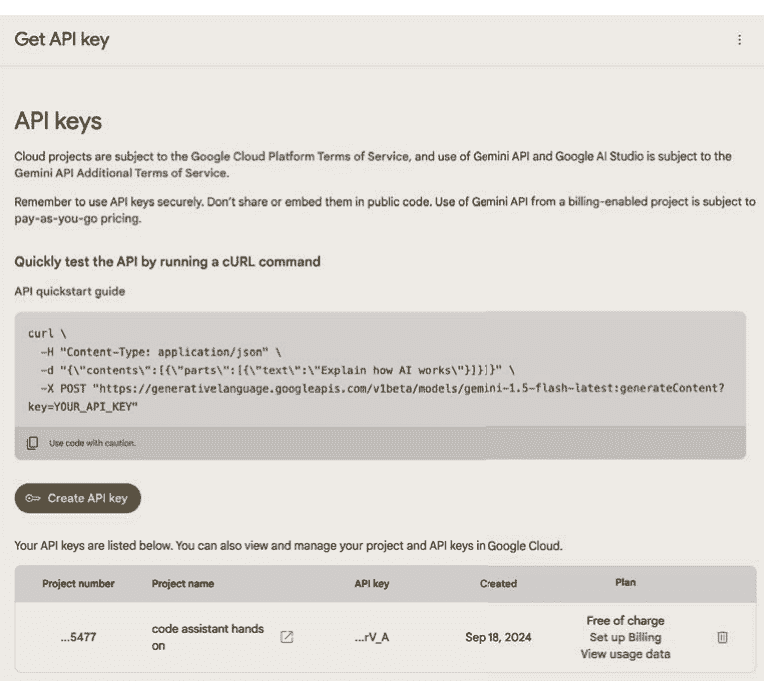 Get API key
API keys
Cloud projects are subject to the Google Cloud Platform Terms of Service, and use of Gemini API and Google AI Studio is subject to the
Gemini API Additional Terms of Service.
Remember to use API keys securely. Don't share or embed them in public code. Use of Gemini API from a billing-enabled project is subject to
pay-as-you-go pricing.
Quickly test the API by running a cURL command
API quickstart guide
curl \
-H "Content-Type: application/json" \
-d "{\"contents\":[{\"parts\":[{\"text\":\"Explain how AI works\"}]}]}" \
-X POST "https://generativelanguage.googleapis.com/v1beta/models/gemini-1.5-flash-latest:generateContent?
key=YOUR_API_KEY"
Use code with caution.
Create API key
Your API keys are listed below. You can also view and manage your project and API keys in Google Cloud.
Project number Project name API key Created Plan
...5477 code assistant hands on ...rV_A Sep 18, 2024 Free of charge
Set up Billing
View usage data